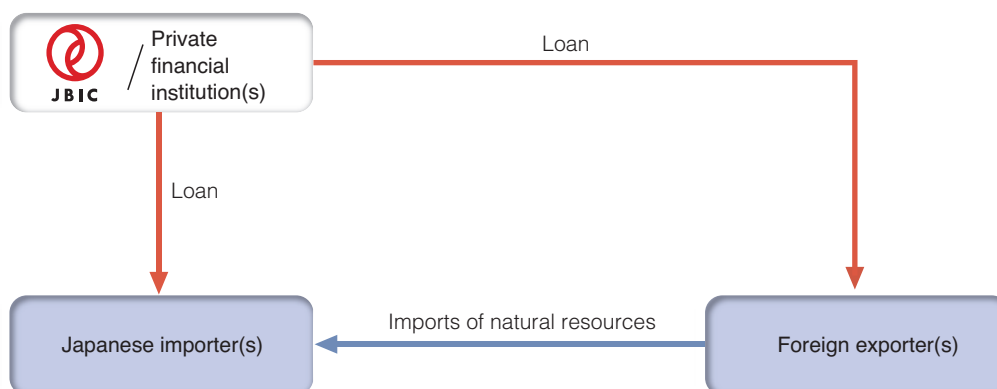 JBIC
/
Private
financial
institution(s)
Loan
Loan
Imports of natural resources
Japanese importer(s)
Foreign exporter(s)